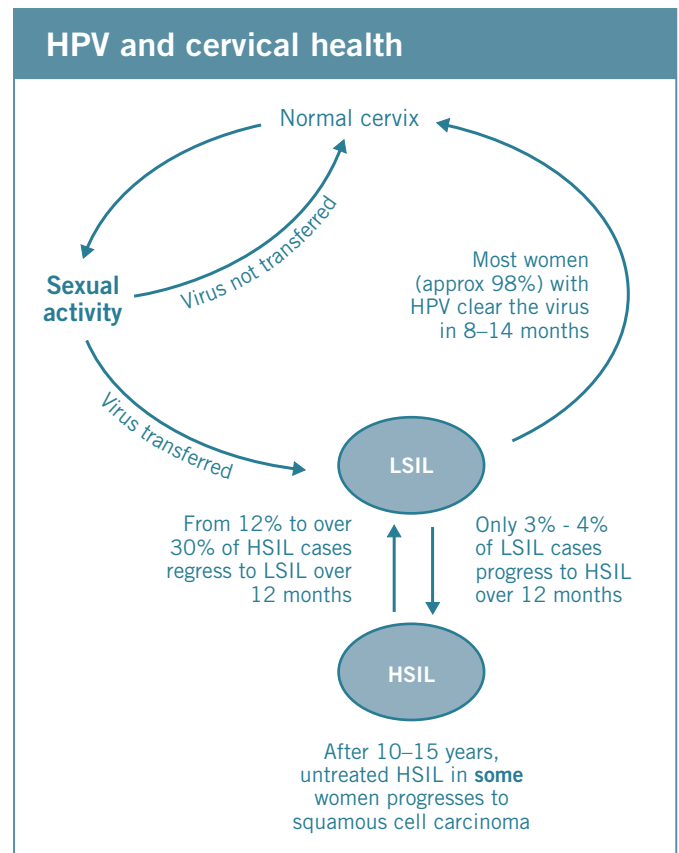 HPV and cervical health
Normal cervix
Virus not transferred
Sexual
activity
Most women
(approx 98%) with
HPV clear the virus
in 8–14 months
Virus transferred
LSIL
From 12% to over
30% of HSIL cases
regress to LSIL over
12 months
Only 3% - 4%
of LSIL cases
progress to HSIL
over 12 months
HSIL
After 10–15 years,
untreated HSIL in some
women progresses to
squamous cell carcinoma